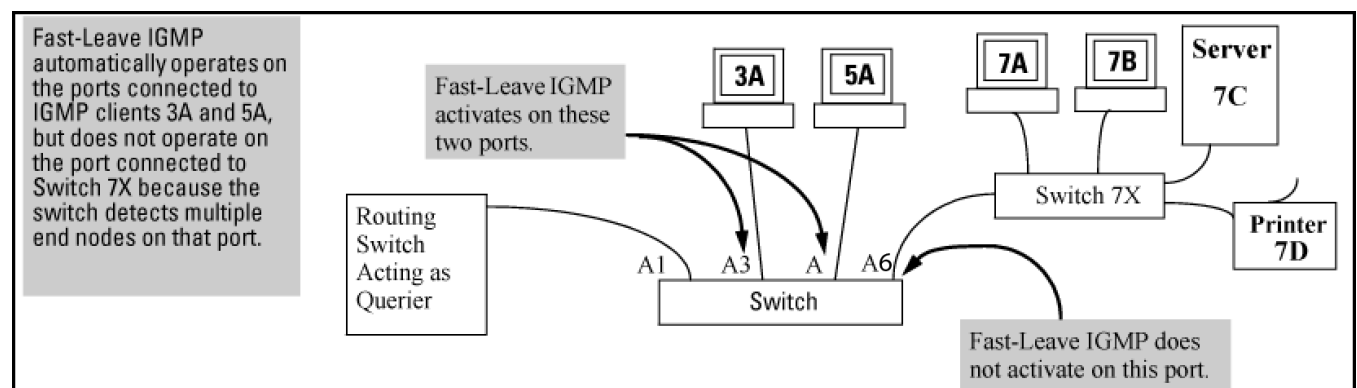 Fast-Leave IGMP
automatically operates on
the ports connected to
IGMP clients 3A and 5A,
but does not operate on
the port connected to
Switch 7X because the
switch detects multiple
end nodes on that port.
Fast-Leave IGMP
activates on these
two ports.
3A
5A
7A
7B
Server
7C
Switch 7X
Printer
7D
Routing
Switch
Acting as
Querier
A1
A3
A
A6
Switch
Fast-Leave IGMP does
not activate on this port.